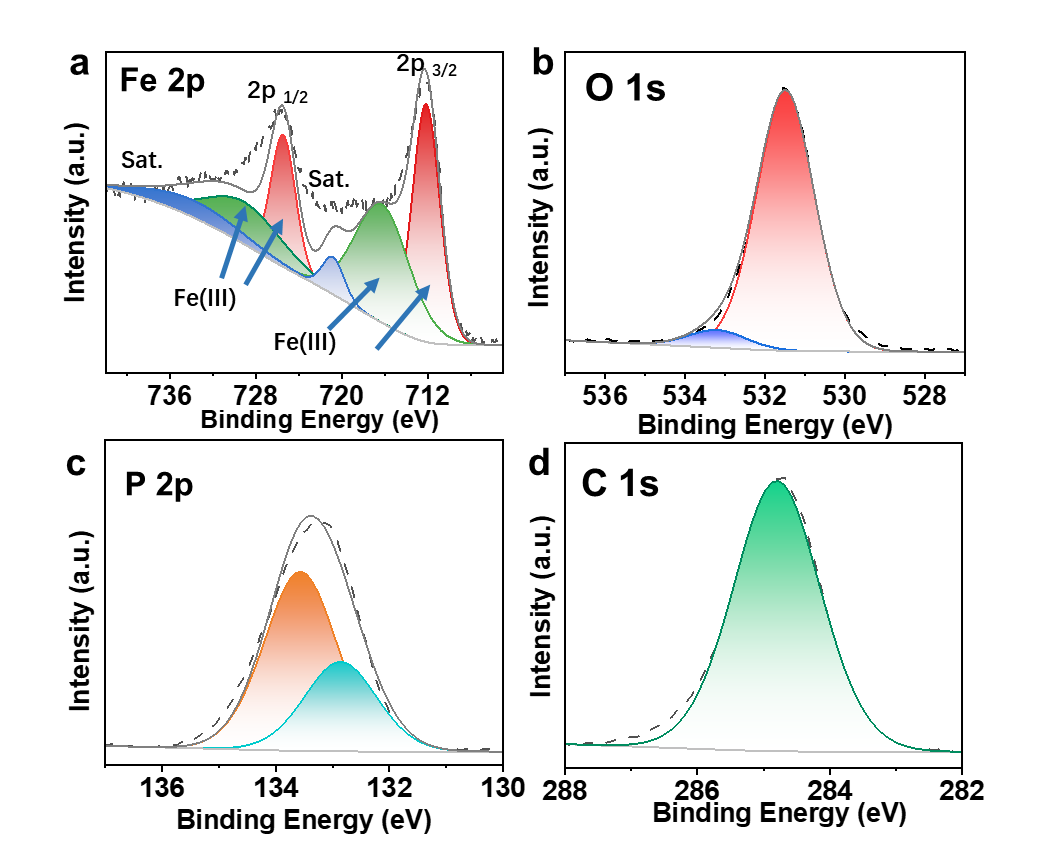 a
Fe 2p
2p 1/2
2p 3/2
Sat.
Sat.
Fe(III)
Fe(III)
Intensity (a.u.)
736 728 720 712
Binding Energy (eV)
b
O 1s
Intensity (a.u.)
536 534 532 530 528
Binding Energy (eV)
c
P 2p
Intensity (a.u.)
136 134 132 130
Binding Energy (eV)
d
C 1s
Intensity (a.u.)
288 286 284 282
Binding Energy (eV)